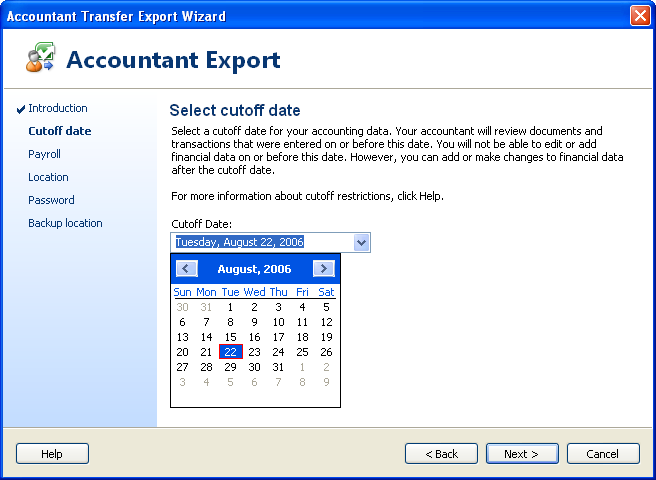 Accountant Transfer Export Wizard
Accountant Export
Introduction
Cutoff date
Payroll
Location
Password
Backup location
Select cutoff date
Select a cutoff date for your accounting data. Your accountant will review documents and
transactions that were entered on or before this date. You will not be able to edit or add
financial data on or before this date. However, you can add or make changes to financial data
after the cutoff date.
For more information about cutoff restrictions, click Help.
Cutoff Date:
Tuesday, August 22, 2006
August, 2006
Sun Mon Tue Wed Thu Fri Sat
30 31 1 2 3 4 5
6 7 8 9 10 11 12
13 14 15 16 17 18 19
20 21 22 23 24 25 26
27 28 29 30 31 1 2
3 4 5 6 7 8 9
Help
< Back
Next >
Cancel